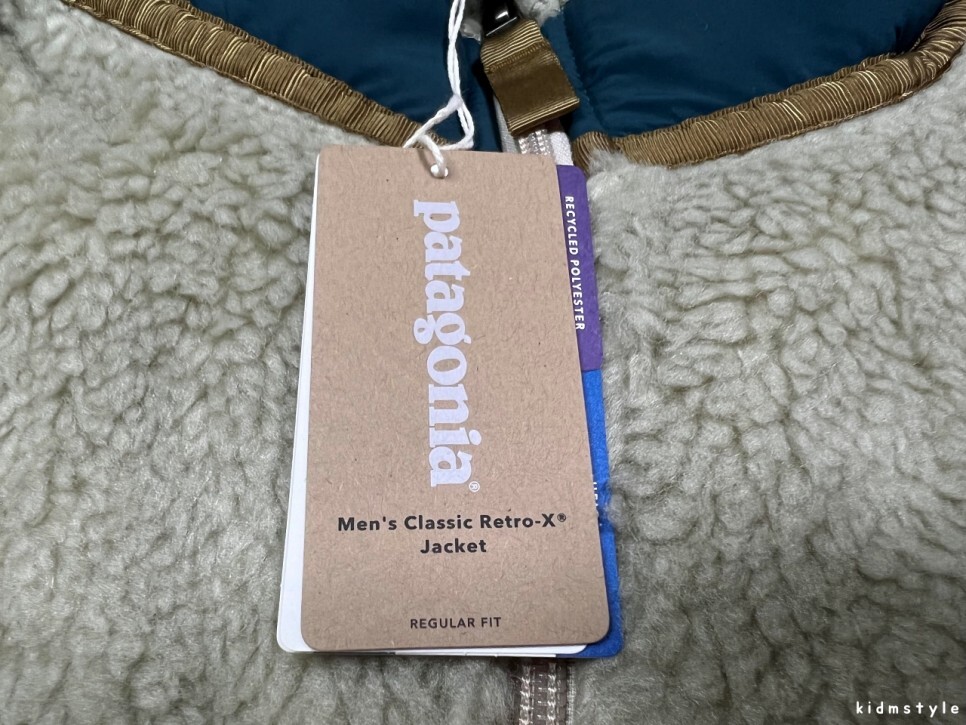 patagonia®
RECYCLED POLYESTER
Men's Classic Retro-X®
Jacket
REGULAR FIT
kidmstyle